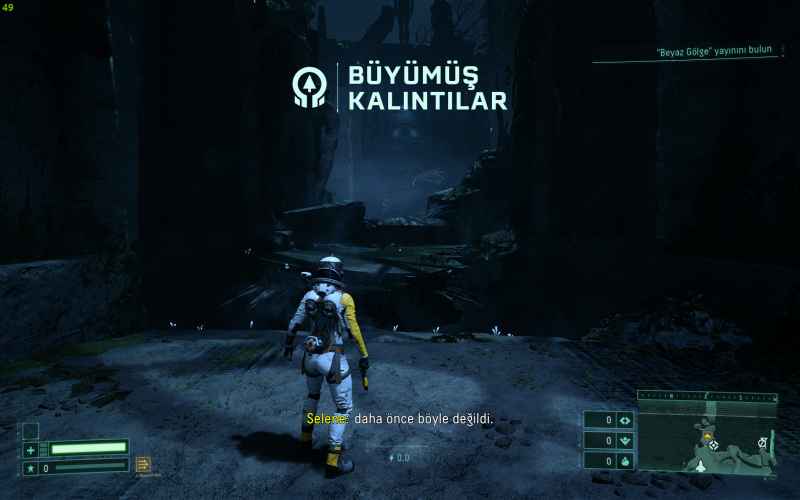 49
BÜYÜMÜŞ
KALINTILAR
"Beyaz Gölge" yayınını bulun
Selene: daha önce böyle değildi.
0.0
0
0
0
0
N
E
S
W